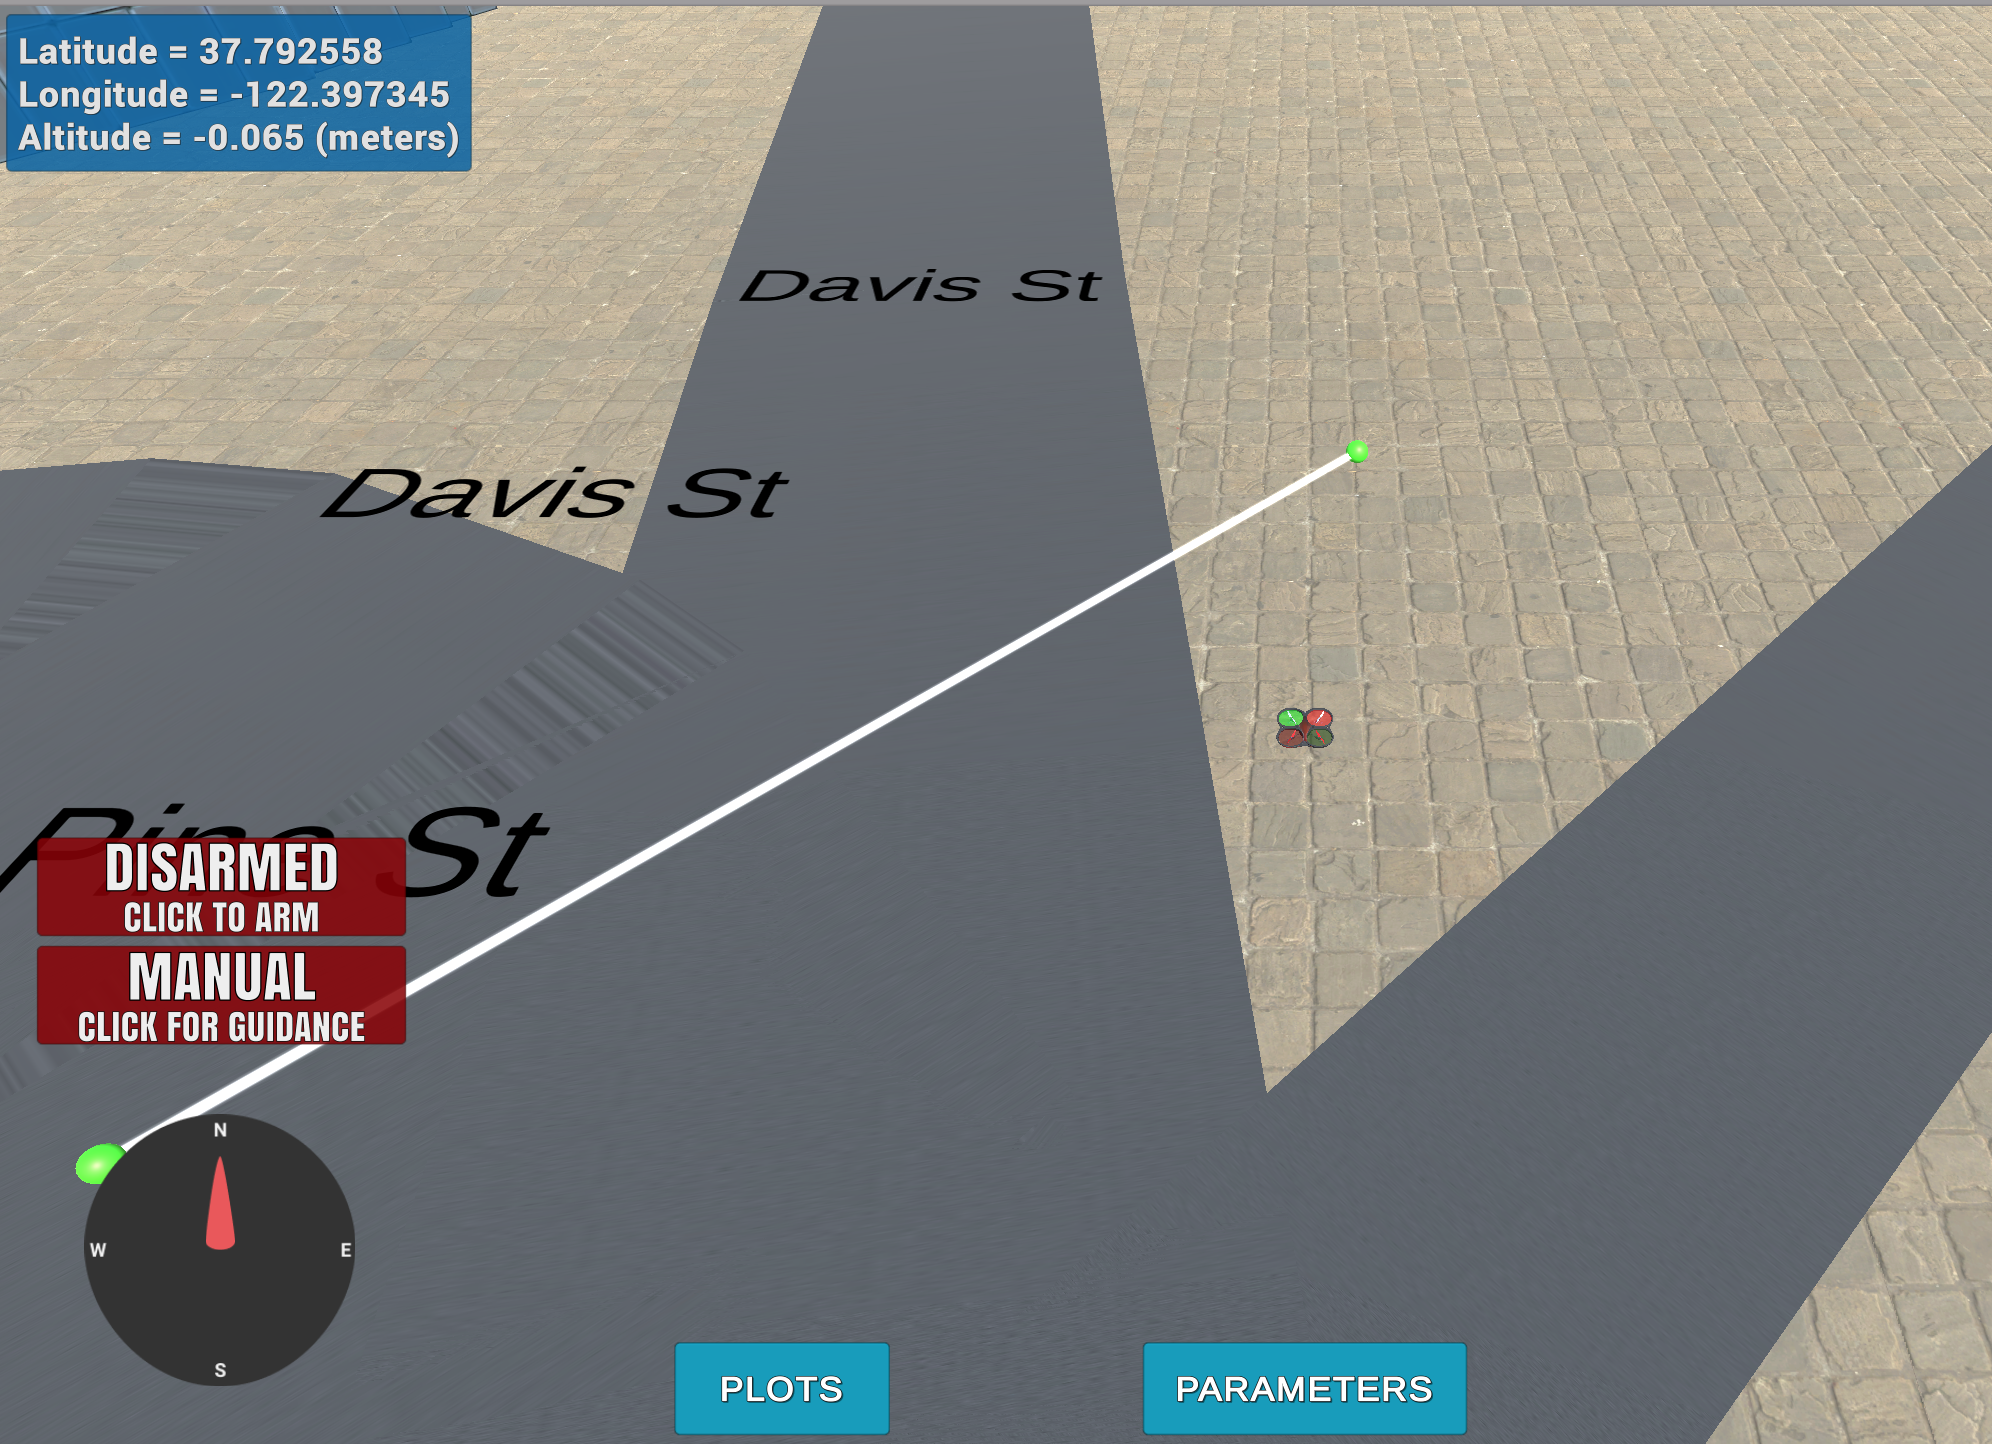 Latitude = 37.792558
Longitude = -122.397345
Altitude = -0.065 (meters)
Davis St
Davis St
Pine St
DISARMED
CLICK TO ARM
MANUAL
CLICK FOR GUIDANCE
N
W
E
S
PLOTS
PARAMETERS